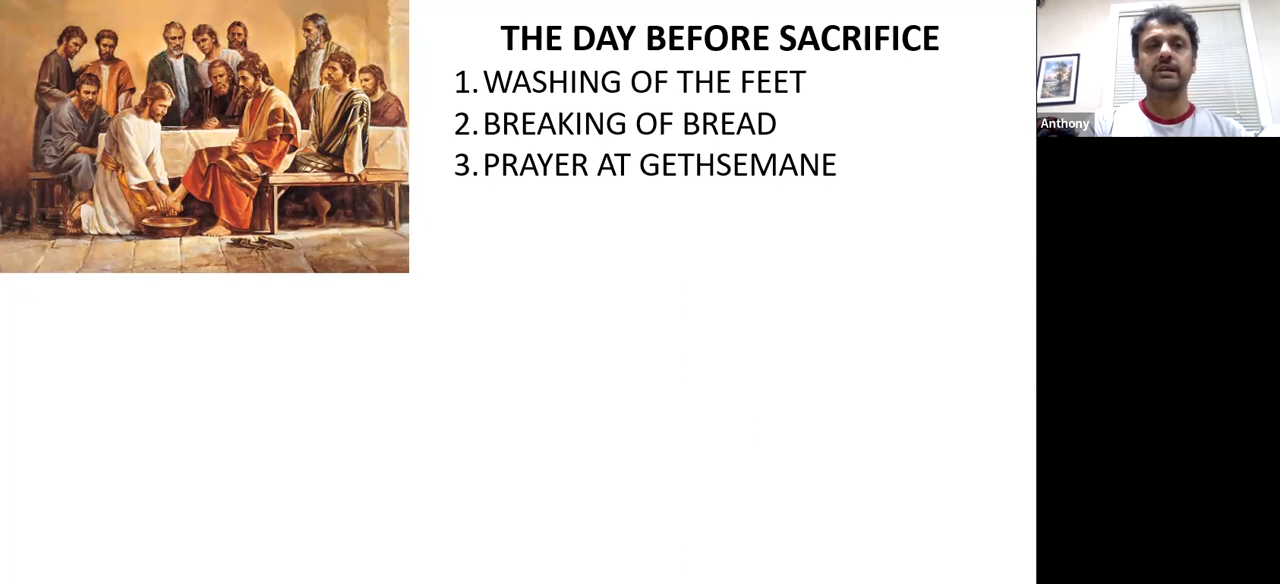 THE DAY BEFORE SACRIFICE
1. WASHING OF THE FEET
2. BREAKING OF BREAD
3. PRAYER AT GETHSEMANE
Anthony